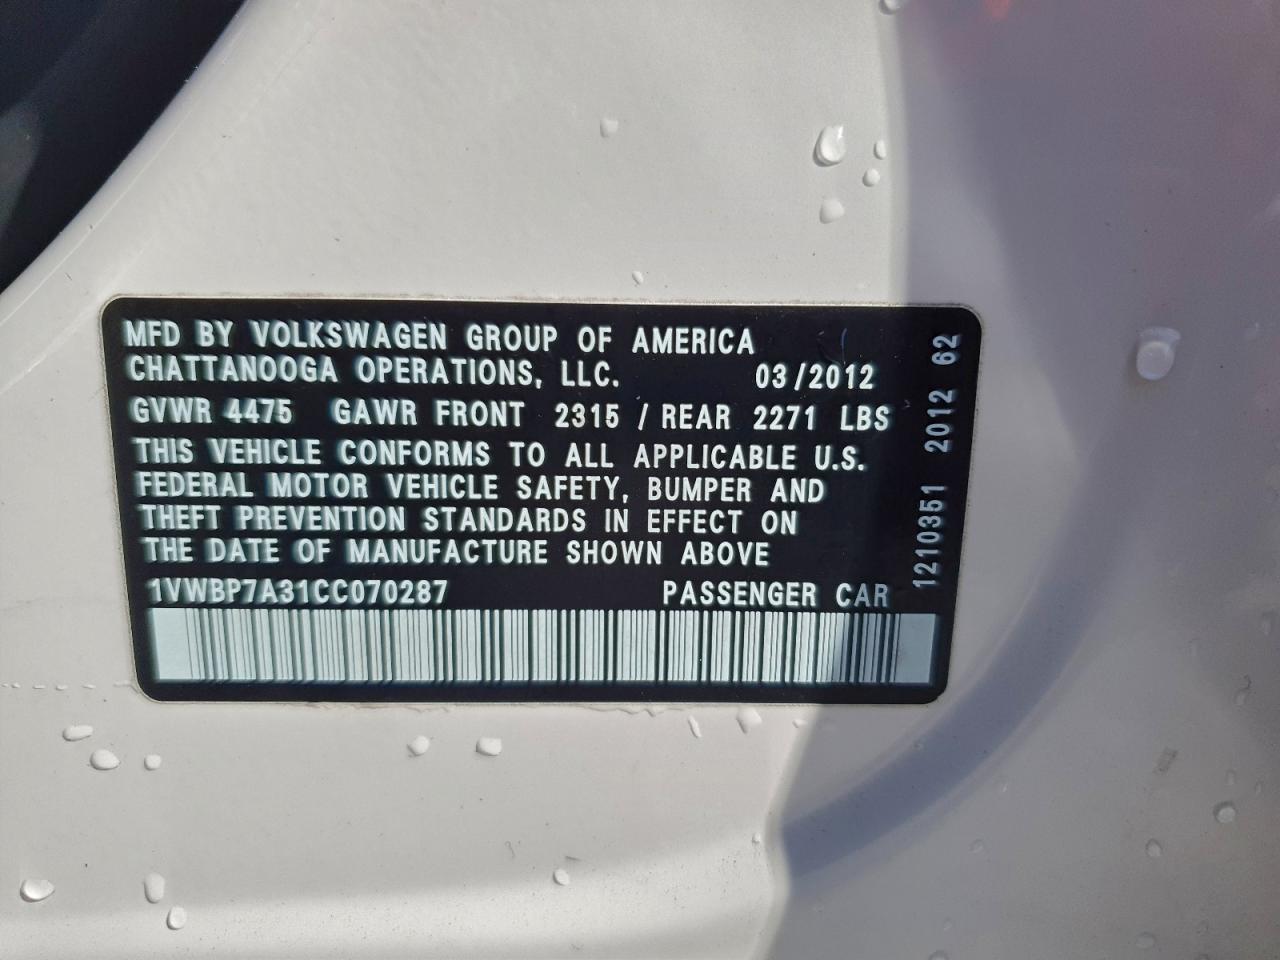 MFD BY VOLKSWAGEN GROUP OF AMERICA
CHATTANOOGA OPERATIONS, LLC. 03/2012
GVWR 4475 GAWR FRONT 2315 / REAR 2271 LBS
THIS VEHICLE CONFORMS TO ALL APPLICABLE U.S.
FEDERAL MOTOR VEHICLE SAFETY, BUMPER AND
THEFT PREVENTION STANDARDS IN EFFECT ON
THE DATE OF MANUFACTURE SHOWN ABOVE
1VWBP7A31CC070287 PASSENGER CAR
1210351 2012 62